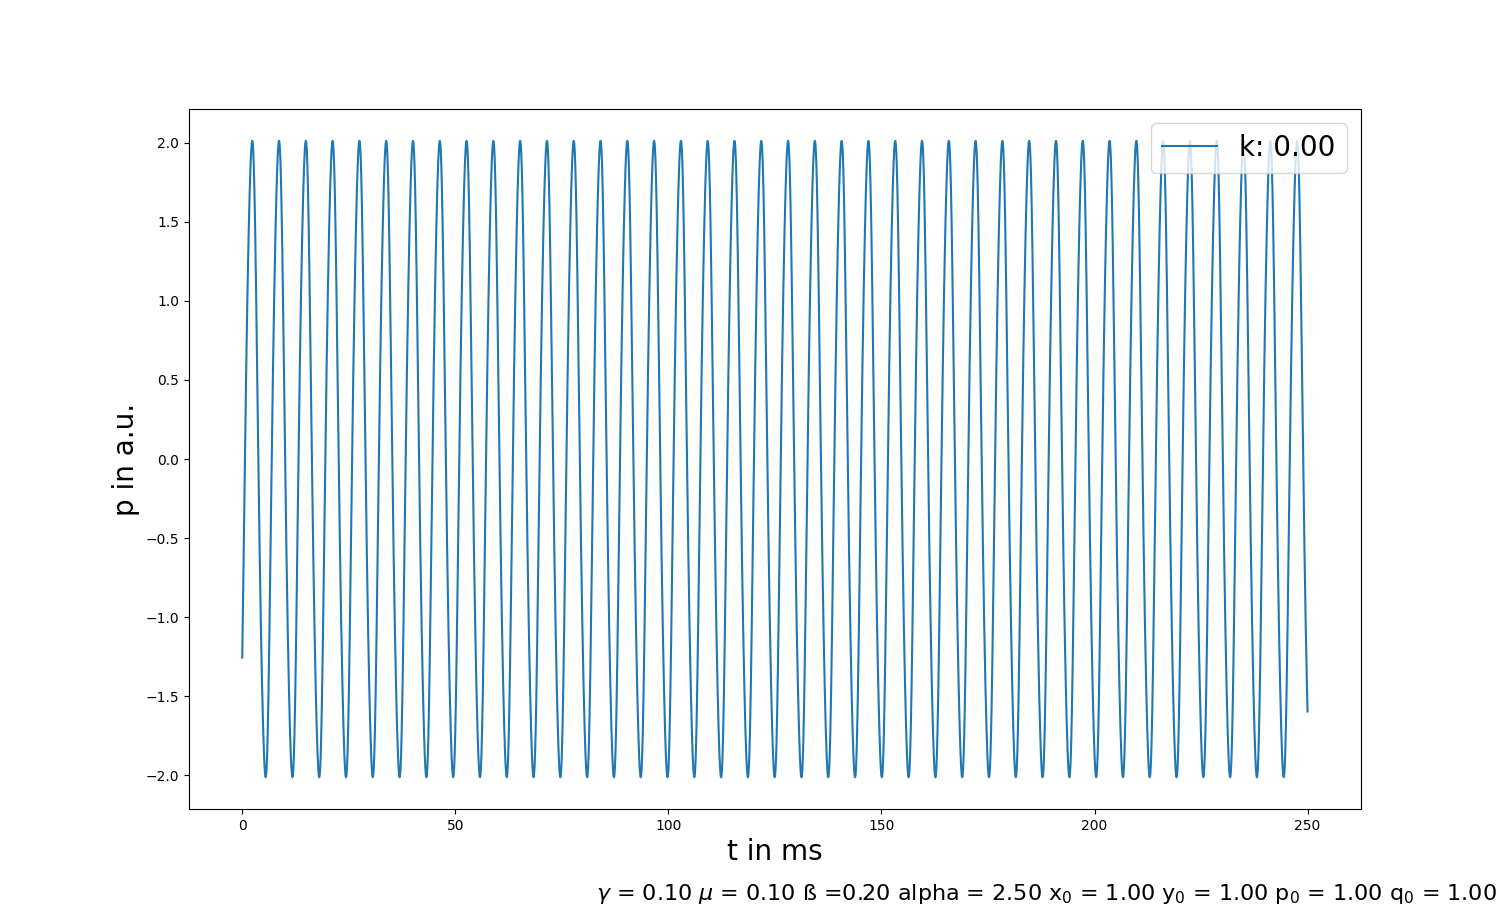 k: 0.00
2.0
1.5
1.0
0.5
0.0
−0.5
−1.0
−1.5
−2.0
p in a.u.
0 50 100 150 200 250
t in ms
γ = 0.10 μ = 0.10 ß =0.20 alpha = 2.50 x₀ = 1.00 y₀ = 1.00 p₀ = 1.00 q₀ = 1.00